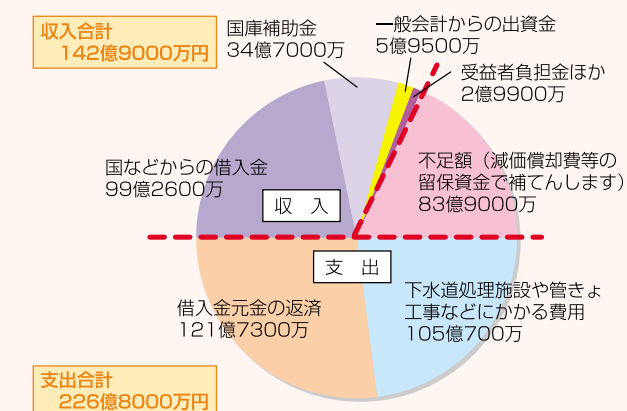 収入合計
142億9000万円
国庫補助金
34億7000万
一般会計からの出資金
5億9500万
受益者負担金ほか
2億9900万
国などからの借入金
99億2600万
不足額（減価償却費等の
留保資金で補てんします）
83億9000万
収 入
支 出
借入金元金の返済
121億7300万
下水道処理施設や管きょ
工事などにかかる費用
105億700万
支出合計
226億8000万円